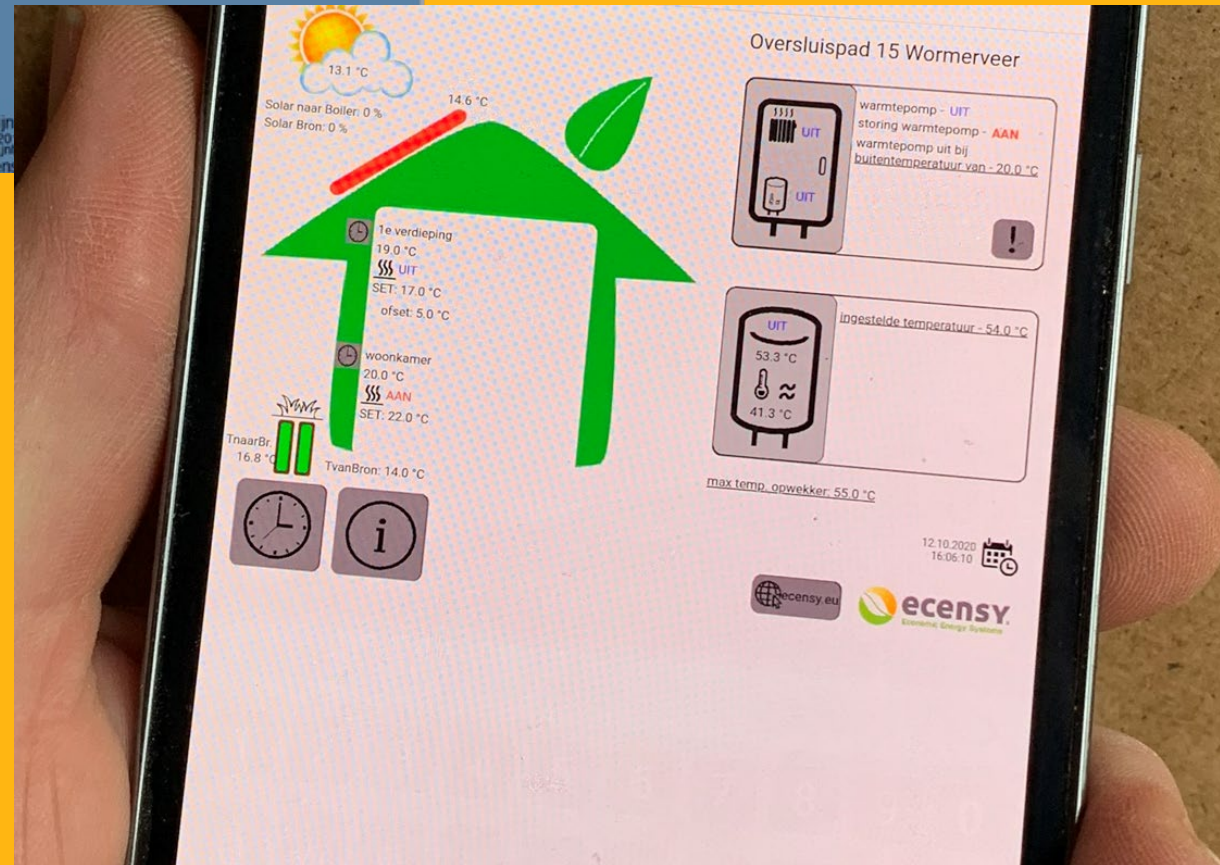 13.1 °C
Solar naar Boiler: 0 %
Solar Bron: 0 %
14.6 °C
1e verdieping
19.0 °C
UIT
SET: 17.0 °C
ofset: 5.0 °C
woonkamer
20.0 °C
AAN
SET: 22.0 °C
TnaarBr.
16.8 °C
TvanBron: 14.0 °C
i
Oversluispad 15 Wormerveer
UIT
UIT
warmtepomp - UIT
storing warmtepomp - AAN
warmtepomp uit bij
buitentemperatuur van - 20.0 °C
!
UIT
53.3 °C
41.3 °C
ingestelde temperatuur - 54.0 °C
max temp. opwekker: 55.0 °C
12.10.2020
16:06:10
ecensy.eu
ecensy
Economic Energy Systems